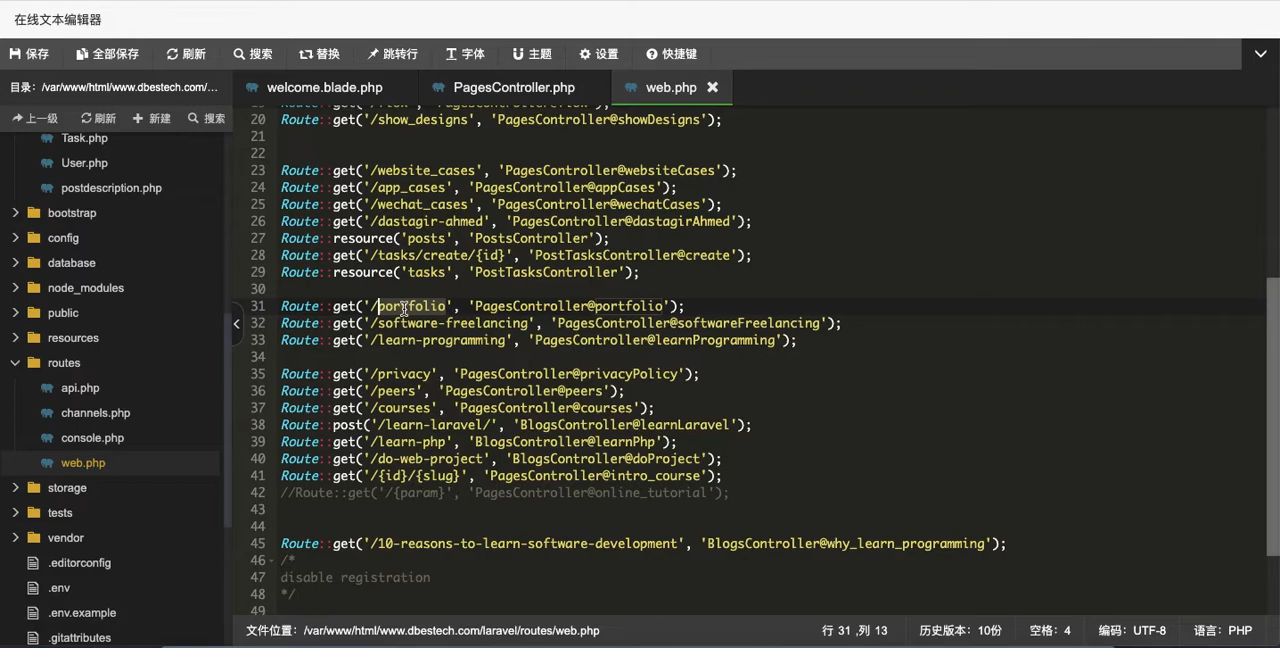 在线文本编辑器
保存 全部保存 刷新 搜索 替换 跳转行 字体 主题 设置 快捷键
目录: /var/www/html/www.dbestech.com/...
welcome.blade.php PagesController.php web.php
上一级 刷新 新建 搜索
Task.php
User.php
postdescription.php
bootstrap
config
database
node_modules
public
resources
routes
api.php
channels.php
console.php
web.php
storage
tests
vendor
.editorconfig
.env
.env.example
.gitattributes
20 Route::get('/show_designs', 'PagesController@showDesigns');
21
22
23 Route::get('/website_cases', 'PagesController@websiteCases');
24 Route::get('/app_cases', 'PagesController@appCases');
25 Route::get('/wechat_cases', 'PagesController@wechatCases');
26 Route::get('/dastagir-ahmed', 'PagesController@dastagirAhmed');
27 Route::resource('posts', 'PostsController');
28 Route::get('/tasks/create/{id}', 'PostTasksController@create');
29 Route::resource('tasks', 'PostTasksController');
30
31 Route::get('/portfolio', 'PagesController@portfolio');
32 Route::get('/software-freelancing', 'PagesController@softwareFreelancing');
33 Route::get('/learn-programming', 'PagesController@learnProgramming');
34
35 Route::get('/privacy', 'PagesController@privacyPolicy');
36 Route::get('/peers', 'PagesController@peers');
37 Route::get('/courses', 'PagesController@courses');
38 Route::post('/learn-laravel/', 'BlogsController@learnLaravel');
39 Route::get('/learn-php', 'BlogsController@learnPhp');
40 Route::get('/do-web-project', 'BlogsController@doProject');
41 Route::get('/{id}/{slug}', 'PagesController@intro_course');
42 //Route::get('/{param}', 'PagesController@online_tutorial');
43
44
45 Route::get('/10-reasons-to-learn-software-development', 'BlogsController@why_learn_programming');
46 /*
47 disable registration
48 */
49
文件位置: /var/www/html/www.dbestech.com/laravel/routes/web.php 行 31 ,列 13 历史版本: 10份 空格: 4 编码: UTF-8 语言: PHP